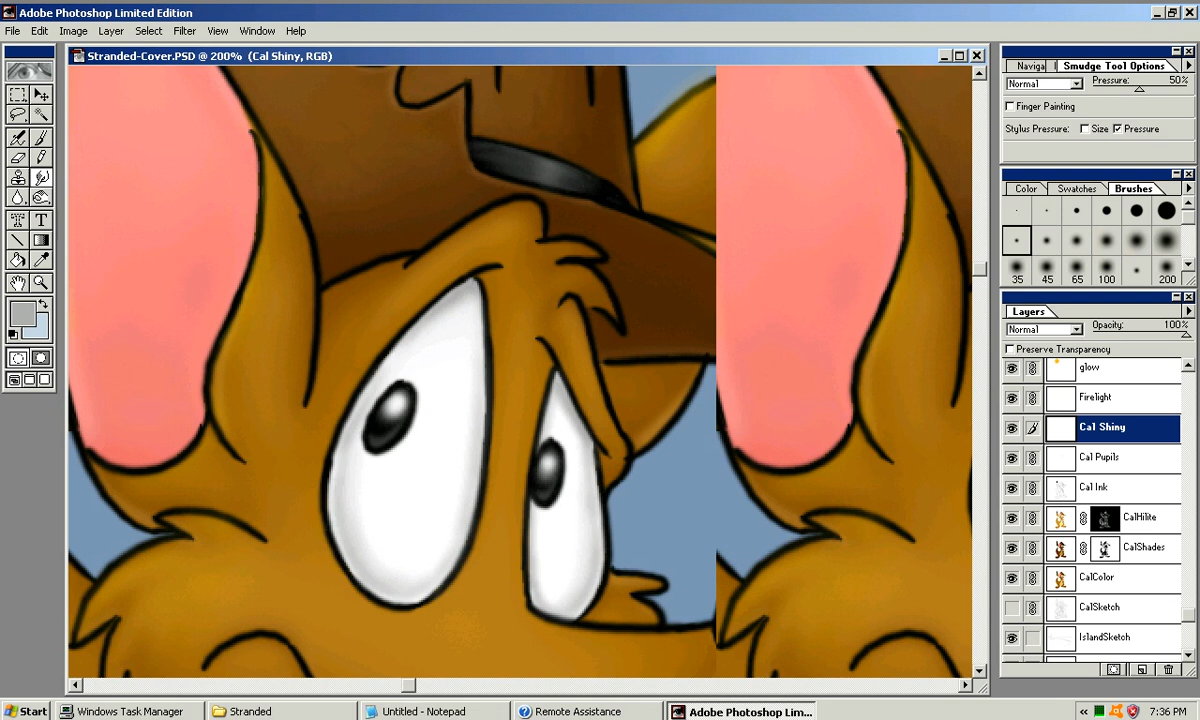 Adobe Photoshop Limited Edition
File Edit Image Layer Select Filter View Window Help
Stranded-Cover.PSD @ 200% (Cal Shiny, RGB)
Naviga
Smudge Tool Options
Normal
Pressure: 50%
Finger Painting
Stylus Pressure: Size Pressure
Color Swatches Brushes
35 45 65 100 200
Layers
Normal
Opacity: 100%
Preserve Transparency
glow
Firelight
Cal Shiny
Cal Pupils
Cal Ink
CalHilite
CalShades
CalColor
CalSketch
IslandSketch
Start Windows Task Manager Stranded Untitled - Notepad Remote Assistance Adobe Photoshop Lim... 7:36 PM